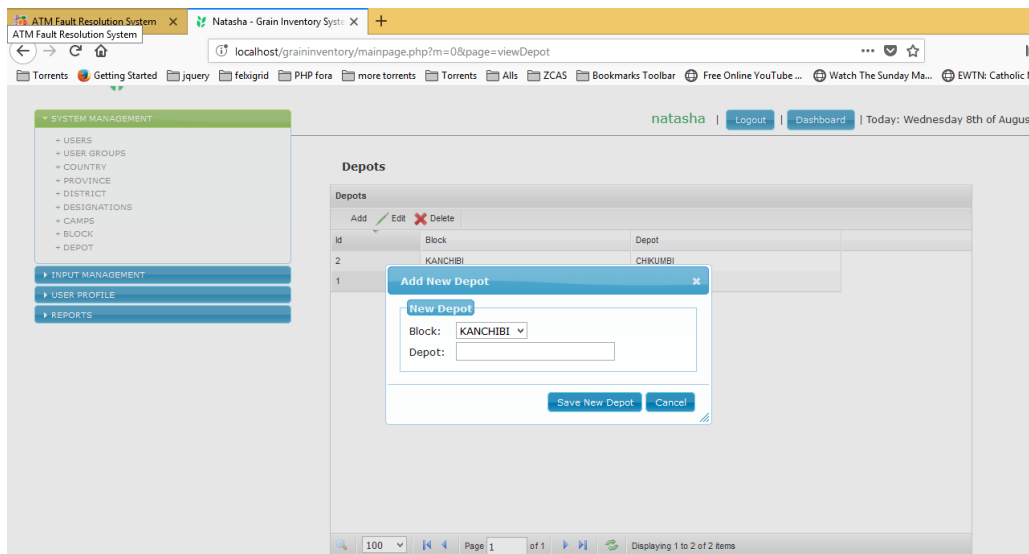 ATM Fault Resolution System
Natasha - Grain Inventory Syste
ATM Fault Resolution System
localhost/graininventory/mainpage.php?m=0&page=viewDepot
Torrents Getting Started jquery felxigrid PHP fora more torrents Torrents Alls ZCAS Bookmarks Toolbar Free Online YouTube ... Watch The Sunday Ma... EWTN: Catholic
natasha | Logout | Dashboard | Today: Wednesday 8th of Augus
SYSTEM MANAGEMENT
+ USERS
+ USER GROUPS
+ COUNTRY
+ PROVINCE
+ DISTRICT
+ DESIGNATIONS
+ CAMPS
+ BLOCK
+ DEPOT
INPUT MANAGEMENT
USER PROFILE
REPORTS
Depots
Depots
Add Edit Delete
Id Block Depot
2 KANCHIBI CHIKUMBI
1
Add New Depot
New Depot
Block: KANCHIBI
Depot:
Save New Depot Cancel
100 Page 1 of 1 Displaying 1 to 2 of 2 items